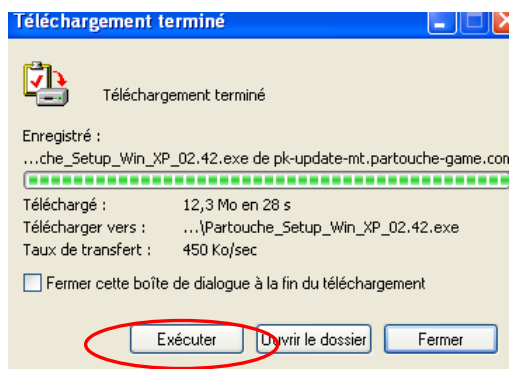 Téléchargement terminé
Téléchargement terminé
Enregistré :
...che_Setup_Win_XP_02.42.exe de pk-update-mt.partouche-game.com
Téléchargé : 12,3 Mo en 28 s
Télécharger vers : ...\Partouche_Setup_Win_XP_02.42.exe
Taux de transfert : 450 Ko/sec
Fermer cette boîte de dialogue à la fin du téléchargement
Exécuter Ouvrir le dossier Fermer